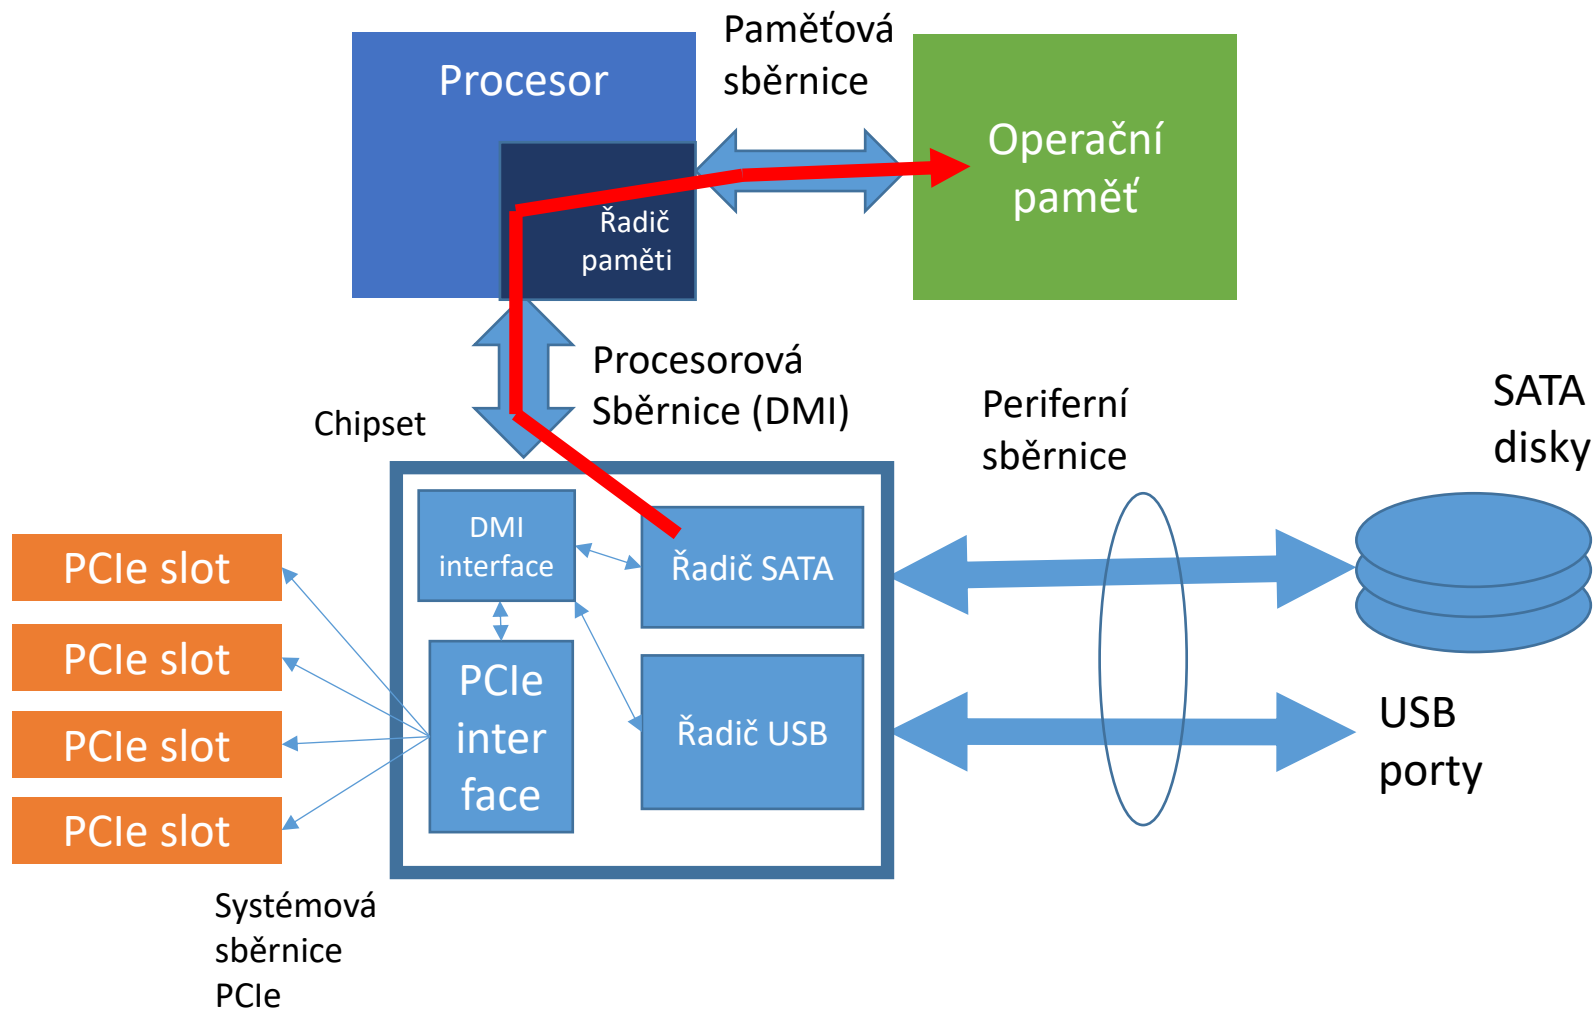 Paměťová
sběrnice
Procesor
Operační
paměť
Řadič
paměti
Procesorová
Sběrnice (DMI)
Chipset
Periferní
sběrnice
SATA
disky
DMI
interface
Řadič SATA
PCIe slot
PCIe slot
PCIe slot
PCIe slot
PCIe
inter
face
Řadič USB
USB
porty
Systémová
sběrnice
PCIe